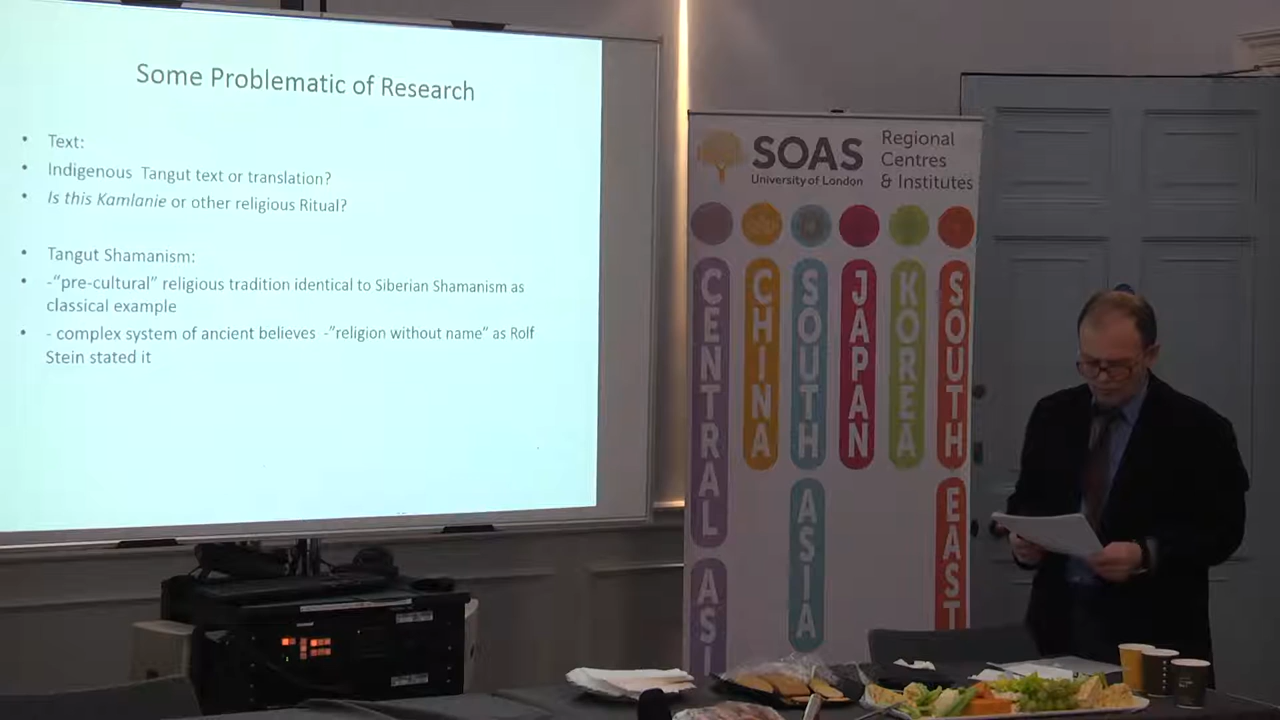 Some Problematic of Research
• Text:
• Indigenous Tangut text or translation?
• Is this Kamlanie or other religious Ritual?
• Tangut Shamanism:
• -“pre-cultural” religious tradition identical to Siberian Shamanism as
classical example
• - complex system of ancient believes -”religion without name” as Rolf
Stein stated it
SOAS
University of London
Regional
Centres
& Institutes
CENTRAL ASI
CHINA
SOUTH ASIA
JAPAN
KOREA
SOUTH EAST